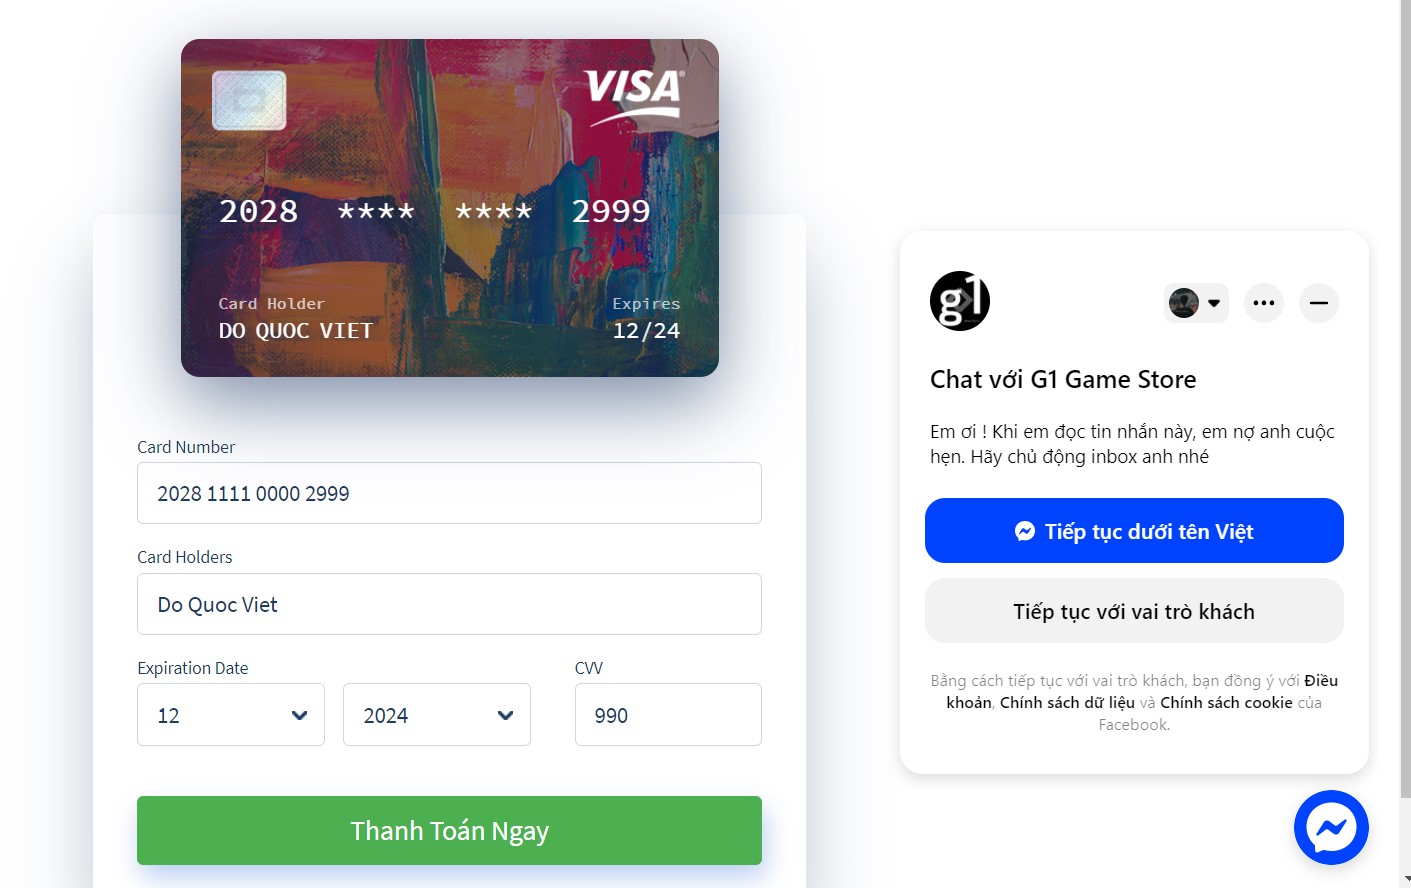 VISA
2028 **** **** 2999
Card Holder
Expires
DO QUOC VIET
12/24
Card Number
2028 1111 0000 2999
Card Holders
Do Quoc Viet
Expiration Date
CVV
12
2024
990
Thanh Toán Ngay
g1
Chat với G1 Game Store
Em ơi ! Khi em đọc tin nhắn này, em nợ anh cuộc
hẹn. Hãy chủ động inbox anh nhé
Tiếp tục dưới tên Việt
Tiếp tục với vai trò khách
Bằng cách tiếp tục với vai trò khách, bạn đồng ý với Điều
khoản, Chính sách dữ liệu và Chính sách cookie của
Facebook.